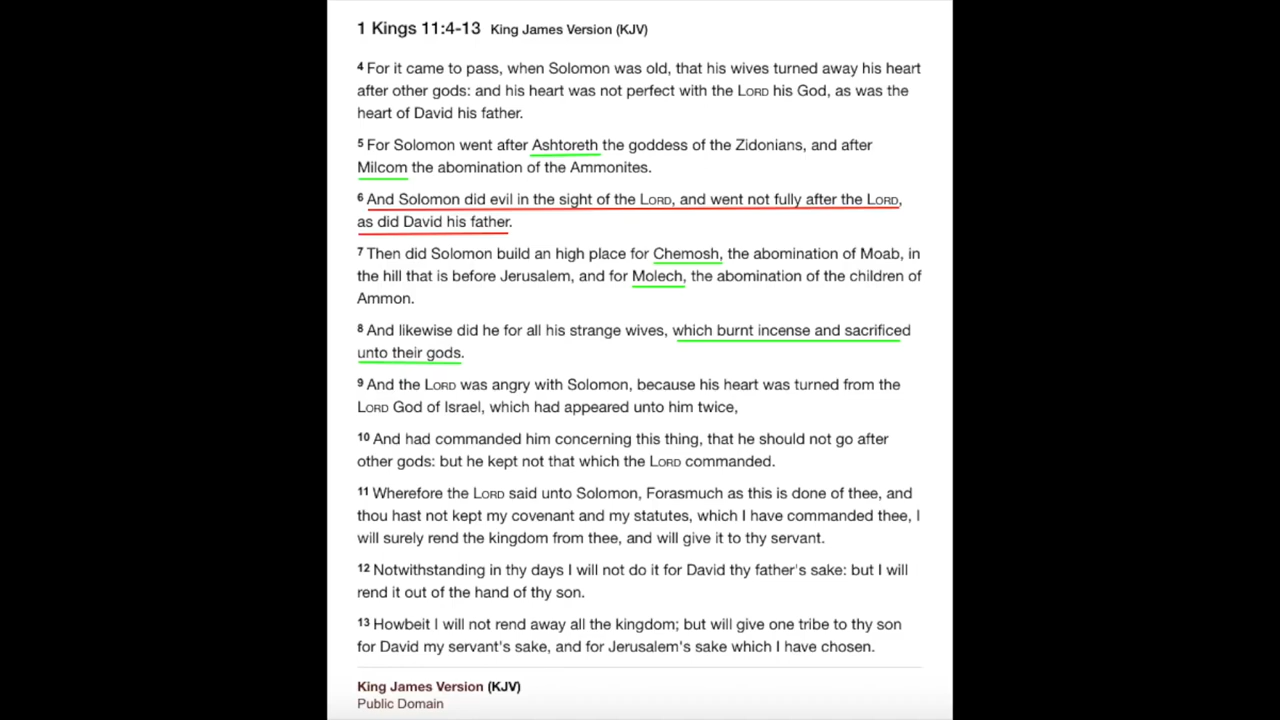 1 Kings 11:4-13 King James Version (KJV)
4 For it came to pass, when Solomon was old, that his wives turned away his heart
after other gods: and his heart was not perfect with the LORD his God, as was the
heart of David his father.
5 For Solomon went after Ashtoreth the goddess of the Zidonians, and after
Milcom the abomination of the Ammonites.
6 And Solomon did evil in the sight of the LORD, and went not fully after the LORD,
as did David his father.
7 Then did Solomon build an high place for Chemosh, the abomination of Moab, in
the hill that is before Jerusalem, and for Molech, the abomination of the children of
Ammon.
8 And likewise did he for all his strange wives, which burnt incense and sacrificed
unto their gods.
9 And the LORD was angry with Solomon, because his heart was turned from the
LORD God of Israel, which had appeared unto him twice,
10 And had commanded him concerning this thing, that he should not go after
other gods: but he kept not that which the LORD commanded.
11 Wherefore the LORD said unto Solomon, Forasmuch as this is done of thee, and
thou hast not kept my covenant and my statutes, which I have commanded thee, I
will surely rend the kingdom from thee, and will give it to thy servant.
12 Notwithstanding in thy days I will not do it for David thy father's sake: but I will
rend it out of the hand of thy son.
13 Howbeit I will not rend away all the kingdom; but will give one tribe to thy son
for David my servant's sake, and for Jerusalem's sake which I have chosen.
King James Version (KJV)
Public Domain